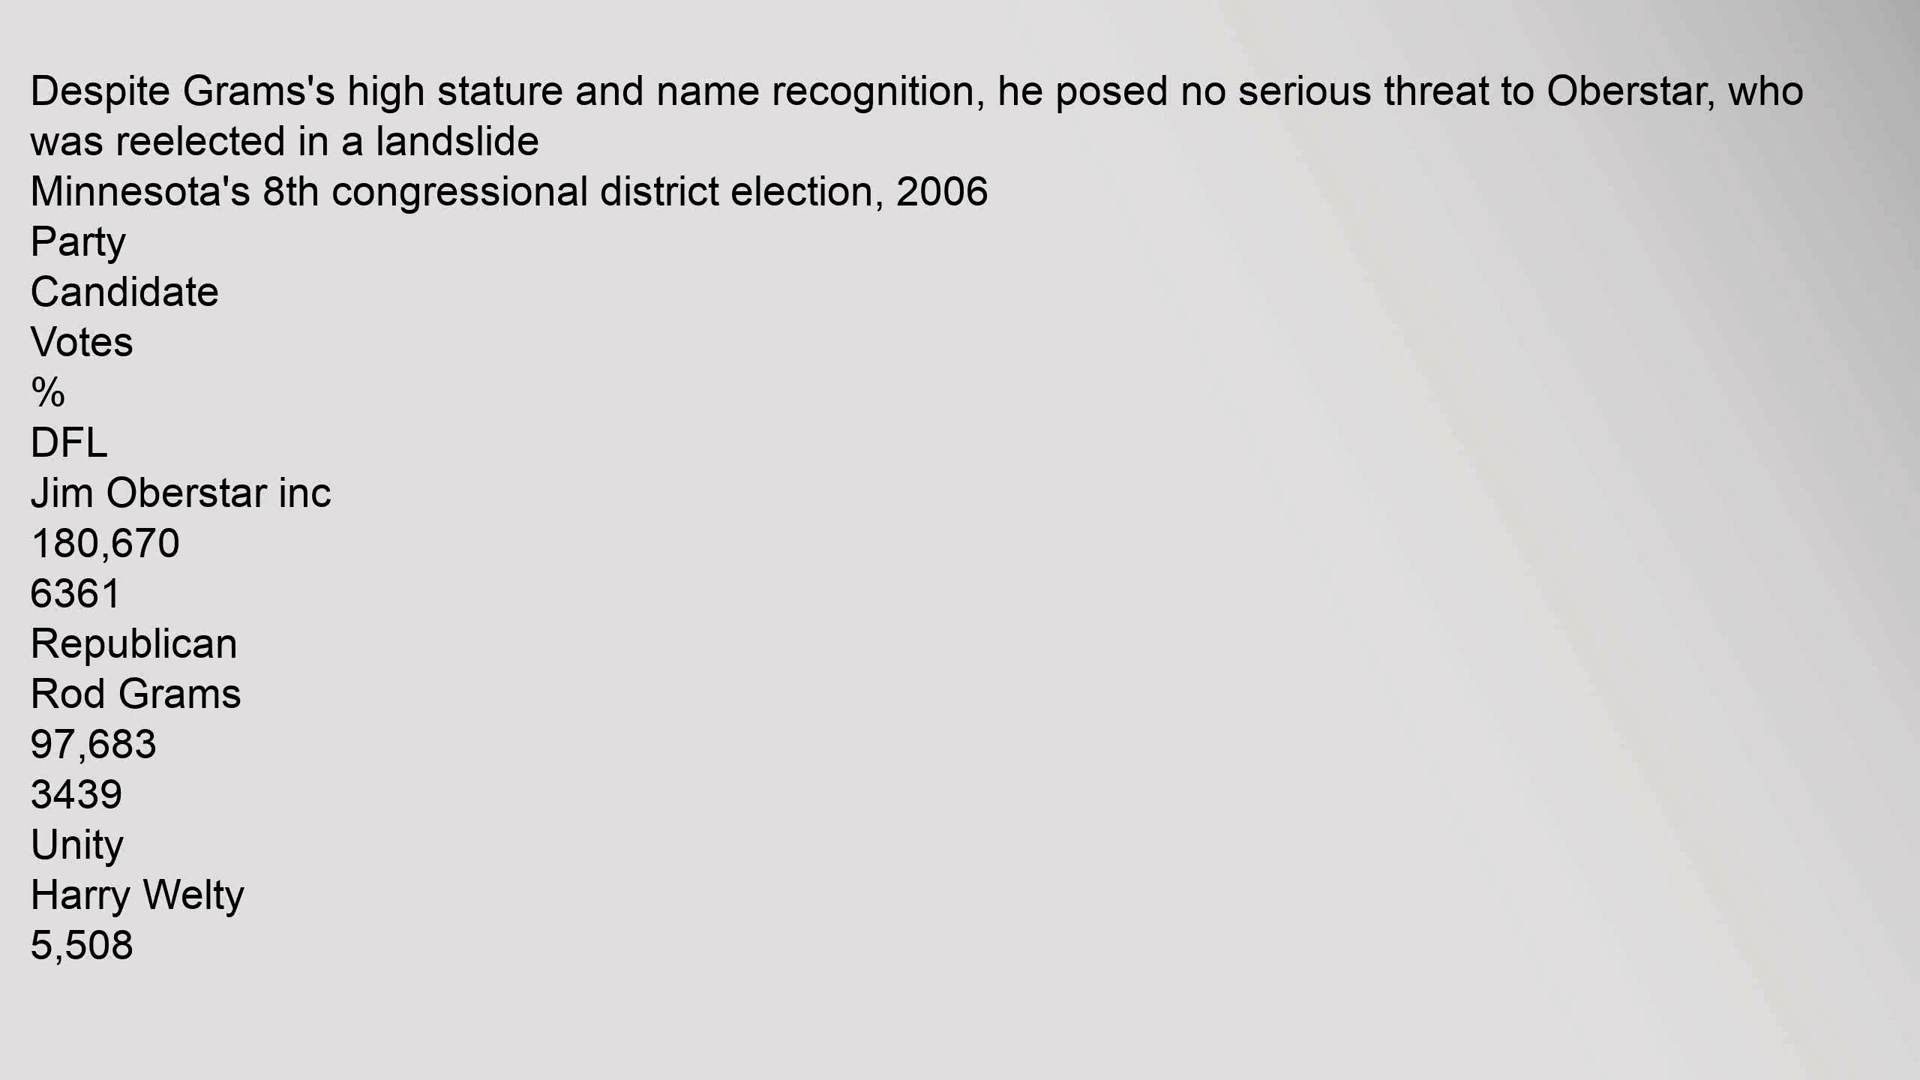 Despite Grams's high stature and name recognition, he posed no serious threat to Oberstar, who
was reelected in a landslide
Minnesota's 8th congressional district election, 2006
Party
Candidate
Votes
%
DFL
Jim Oberstar inc
180,670
6361
Republican
Rod Grams
97,683
3439
Unity
Harry Welty
5,508